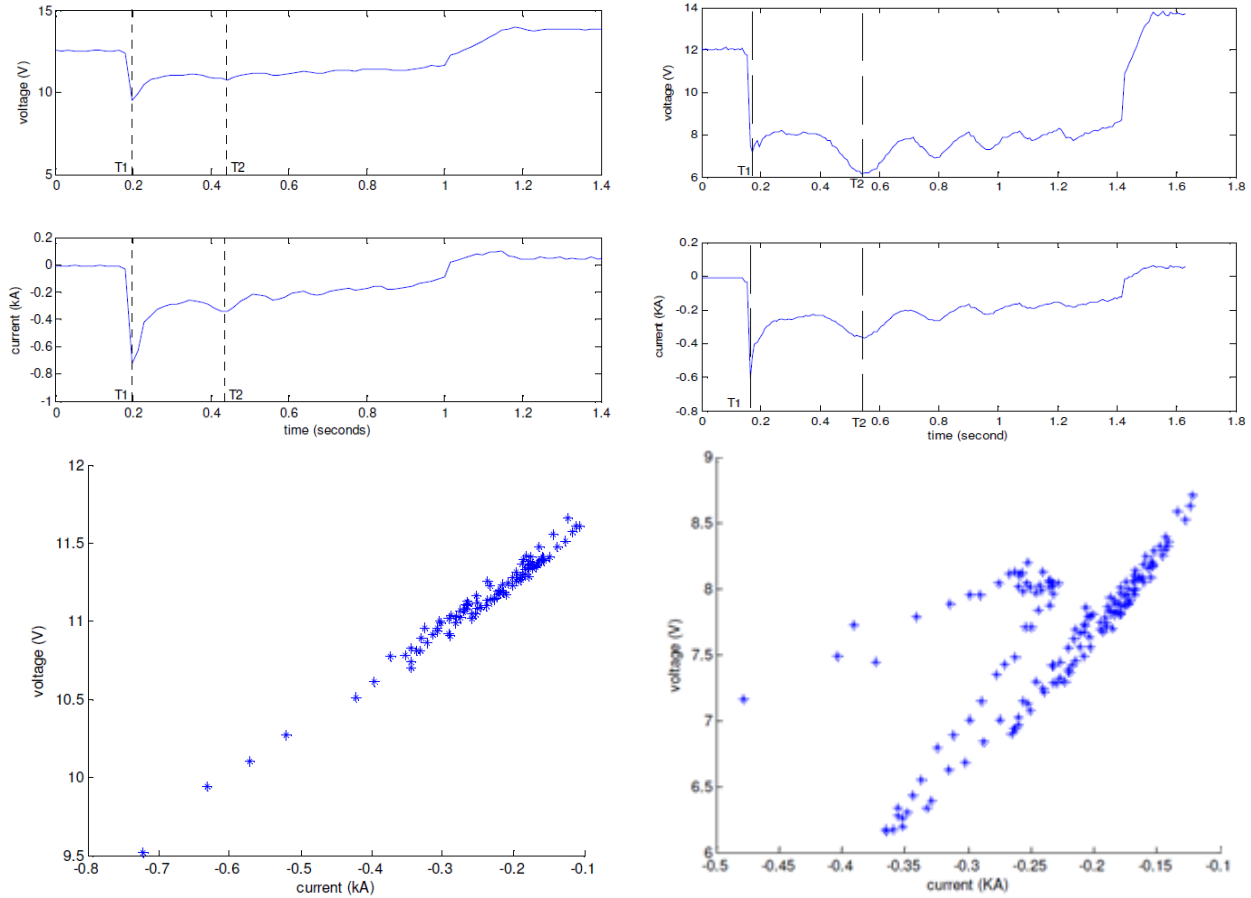 15
10
5
voltage (V)
T1
T2
0 0.2 0.4 0.6 0.8 1 1.2 1.4
14
12
10
8
6
voltage (V)
T1
T2
0 0.2 0.4 0.6 0.8 1 1.2 1.4 1.6 1.8
0.2
0
-0.2
-0.4
-0.6
-0.8
-1
current (kA)
T1
T2
0 0.2 0.4 0.6 0.8 1 1.2 1.4
time (seconds)
0.2
0
-0.2
-0.4
-0.6
-0.8
current (KA)
T1
T2
0 0.2 0.4 0.6 0.8 1 1.2 1.4 1.6 1.8
time (second)
12
11.5
11
10.5
10
9.5
voltage (V)
-0.8 -0.7 -0.6 -0.5 -0.4 -0.3 -0.2 -0.1
current (kA)
9
8.5
8
7.5
7
6.5
6
voltage (V)
-0.5 -0.45 -0.4 -0.35 -0.3 -0.25 -0.2 -0.15 -0.1
current (KA)